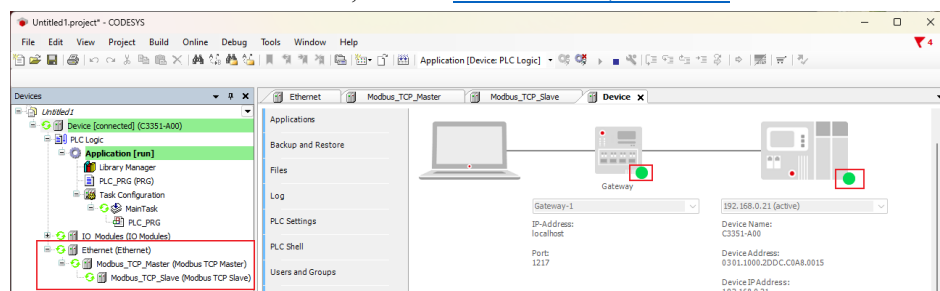 Untitled1.project* - CODESYS
File Edit View Project Build Online Debug Tools Window Help
4
Application [Device: PLC Logic]
Devices
Untitled1
Device [connected] (C3351-A00)
PLC Logic
Application [run]
Library Manager
PLC_PRG (PRG)
Task Configuration
MainTask
PLC_PRG
IO_Modules (IO Modules)
Ethernet (Ethernet)
Modbus_TCP_Master (Modbus TCP Master)
Modbus_TCP_Slave (Modbus TCP Slave)
Ethernet Modbus_TCP_Master Modbus_TCP_Slave Device
Applications
Backup and Restore
Files
Log
PLC Settings
PLC Shell
Users and Groups
Gateway
Gateway-1
IP-Address:
localhost
Port:
1217
192.168.0.21 (active)
Device Name:
C3351-A00
Device Address:
0301.1000.2DDC.C0A8.0015
Device IP Address:
192.168.0.21